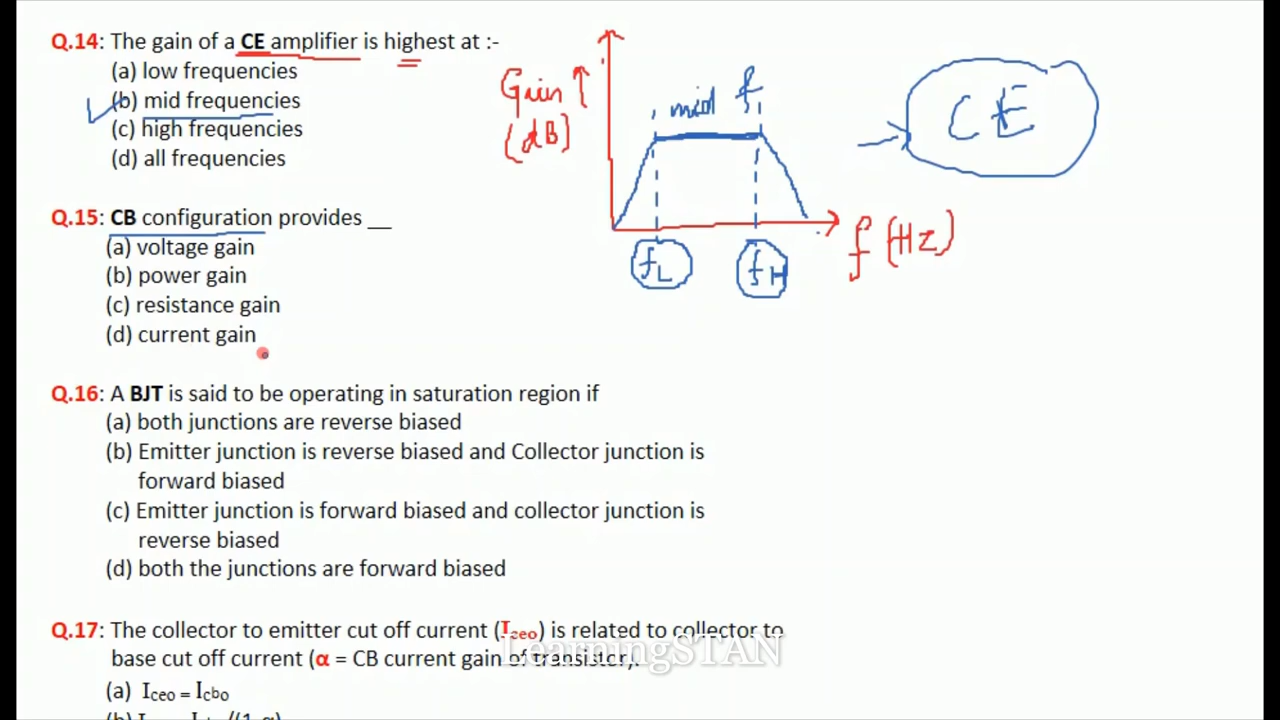 Q.14: The gain of a CE amplifier is highest at :-
(a) low frequencies
(b) mid frequencies
(c) high frequencies
(d) all frequencies
Gain
(dB)
mid f
CE
f (Hz)
fL
fH
Q.15: CB configuration provides __
(a) voltage gain
(b) power gain
(c) resistance gain
(d) current gain
Q.16: A BJT is said to be operating in saturation region if
(a) both junctions are reverse biased
(b) Emitter junction is reverse biased and Collector junction is
forward biased
(c) Emitter junction is forward biased and collector junction is
reverse biased
(d) both the junctions are forward biased
Q.17: The collector to emitter cut off current (Iceo) is related to collector to
base cut off current (α = CB current gain of transistor).
LearningSTAN
(a) Iceo = Icbo
(b)